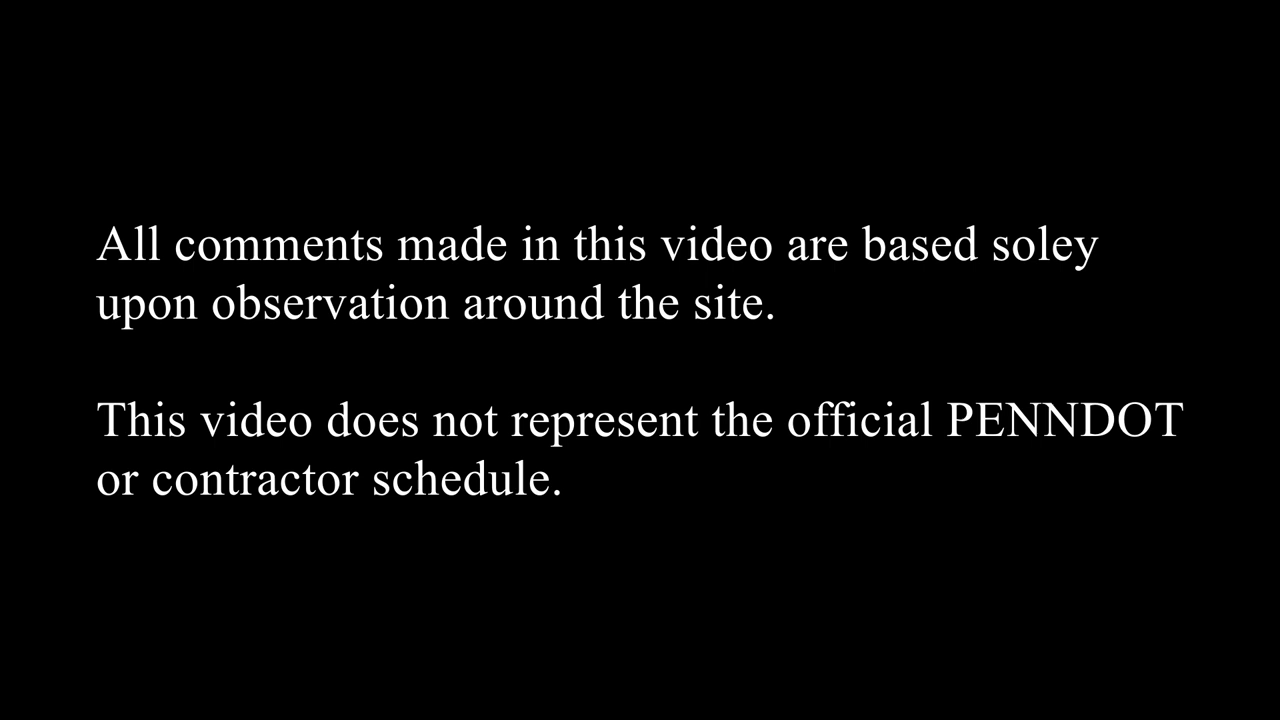 All comments made in this video are based soley
upon observation around the site.
This video does not represent the official PENNDOT
or contractor schedule.